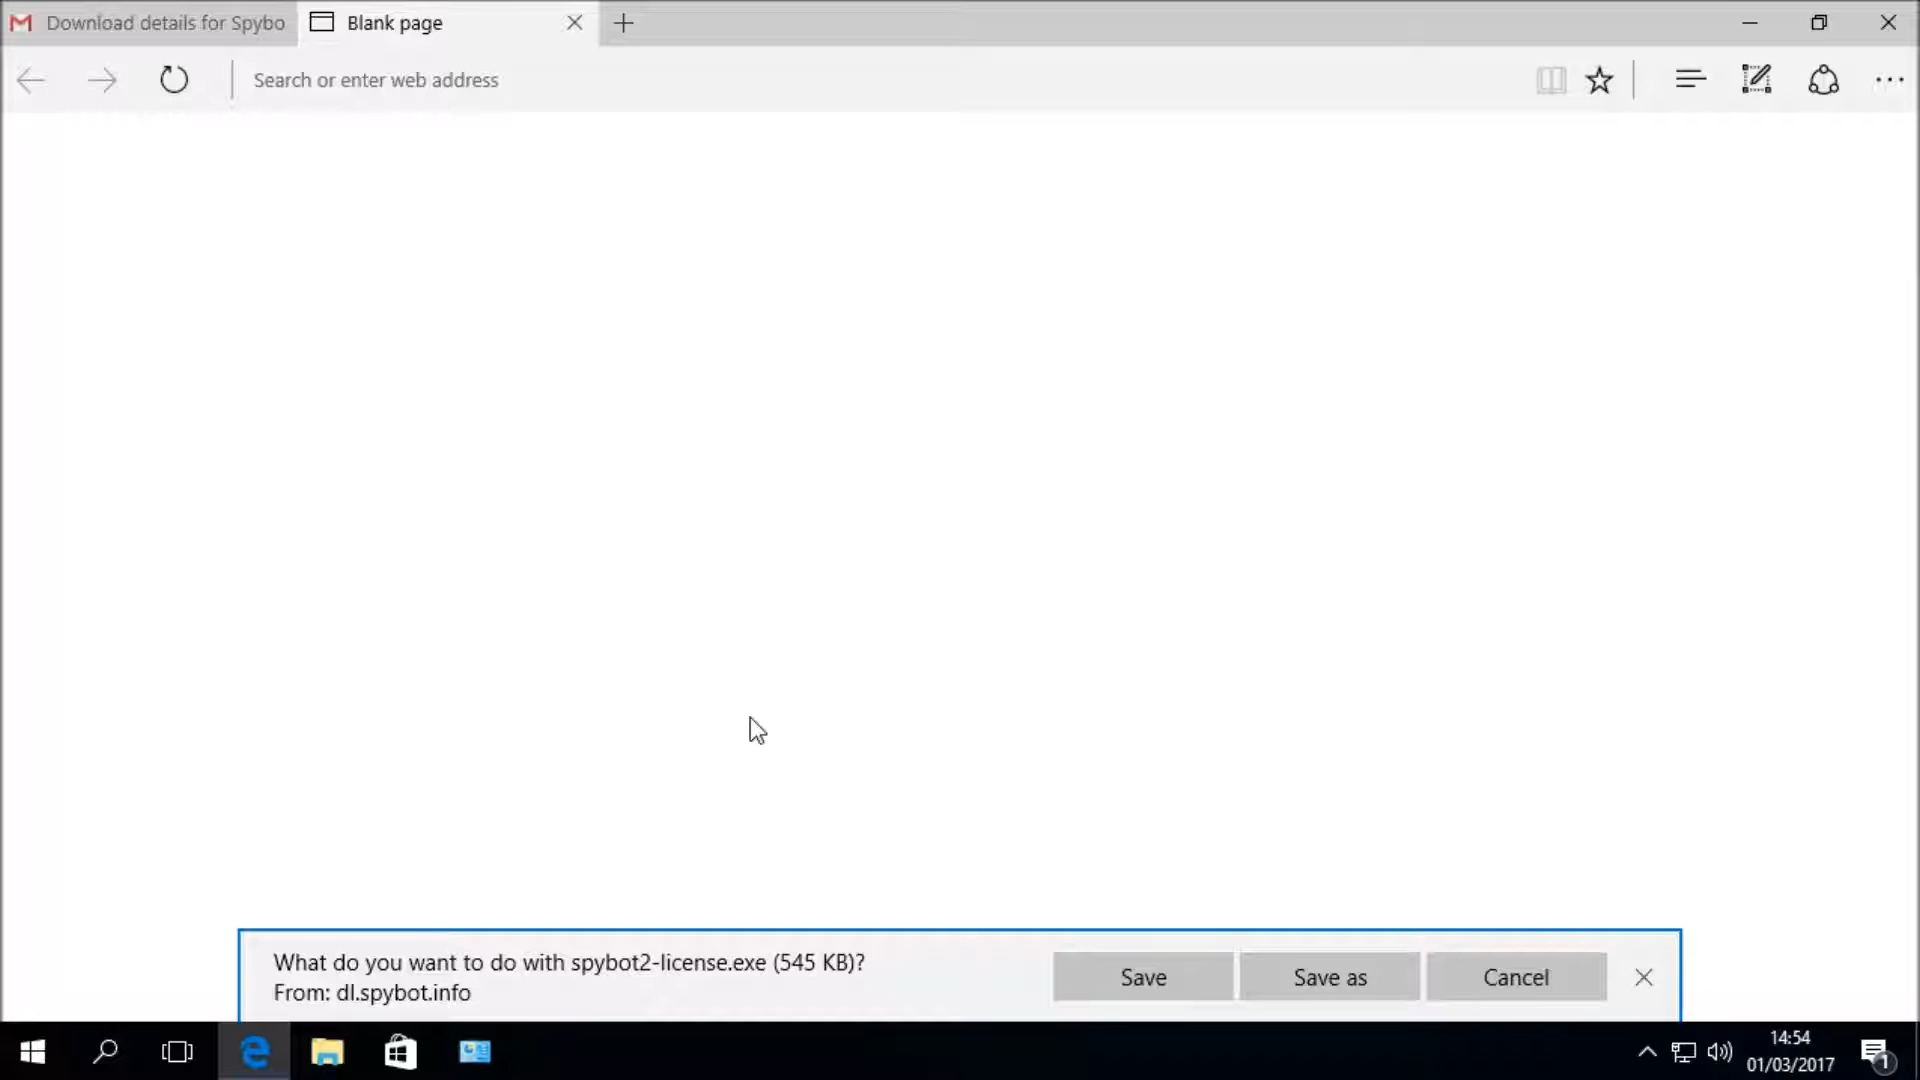 Download details for Spybo
Blank page
Search or enter web address
What do you want to do with spybot2-license.exe (545 KB)?
From: dl.spybot.info
Save
Save as
Cancel
14:54
01/03/2017
1